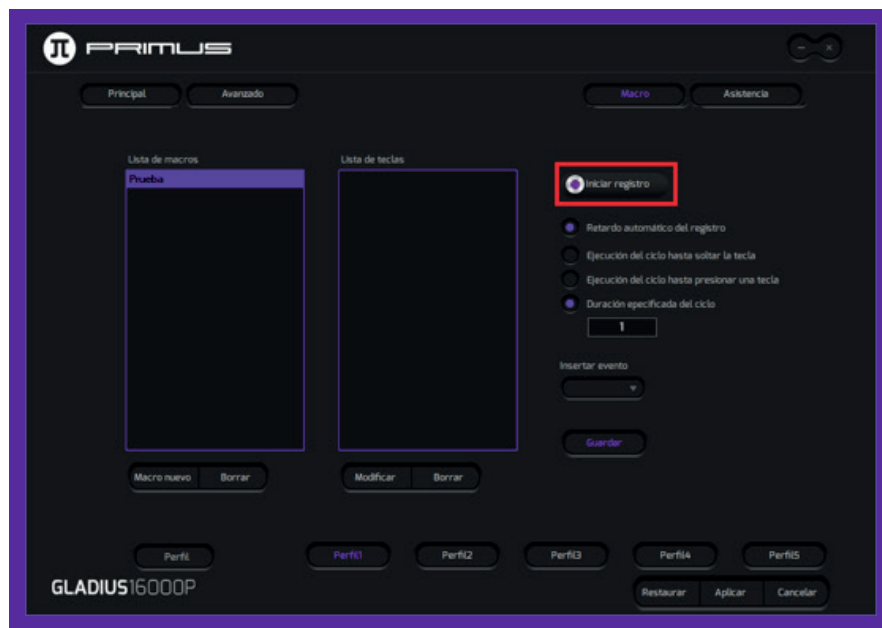 PRIMUS
Principal Avanzado Macro Asistencia
Lista de macros Lista de teclas
Prueba
Iniciar registro
Retardo automático del registro
Ejecución del ciclo hasta soltar la tecla
Ejecución del ciclo hasta presionar una tecla
Duración epecificada del ciclo
1
Insertar evento
Guarder
Macro nuevo Borrar Modificar Borrar
Perfil Perfil1 Perfil2 Perfil3 Perfil4 Perfil5
GLADIUS16000P
Restaurar Aplicar Cancelar